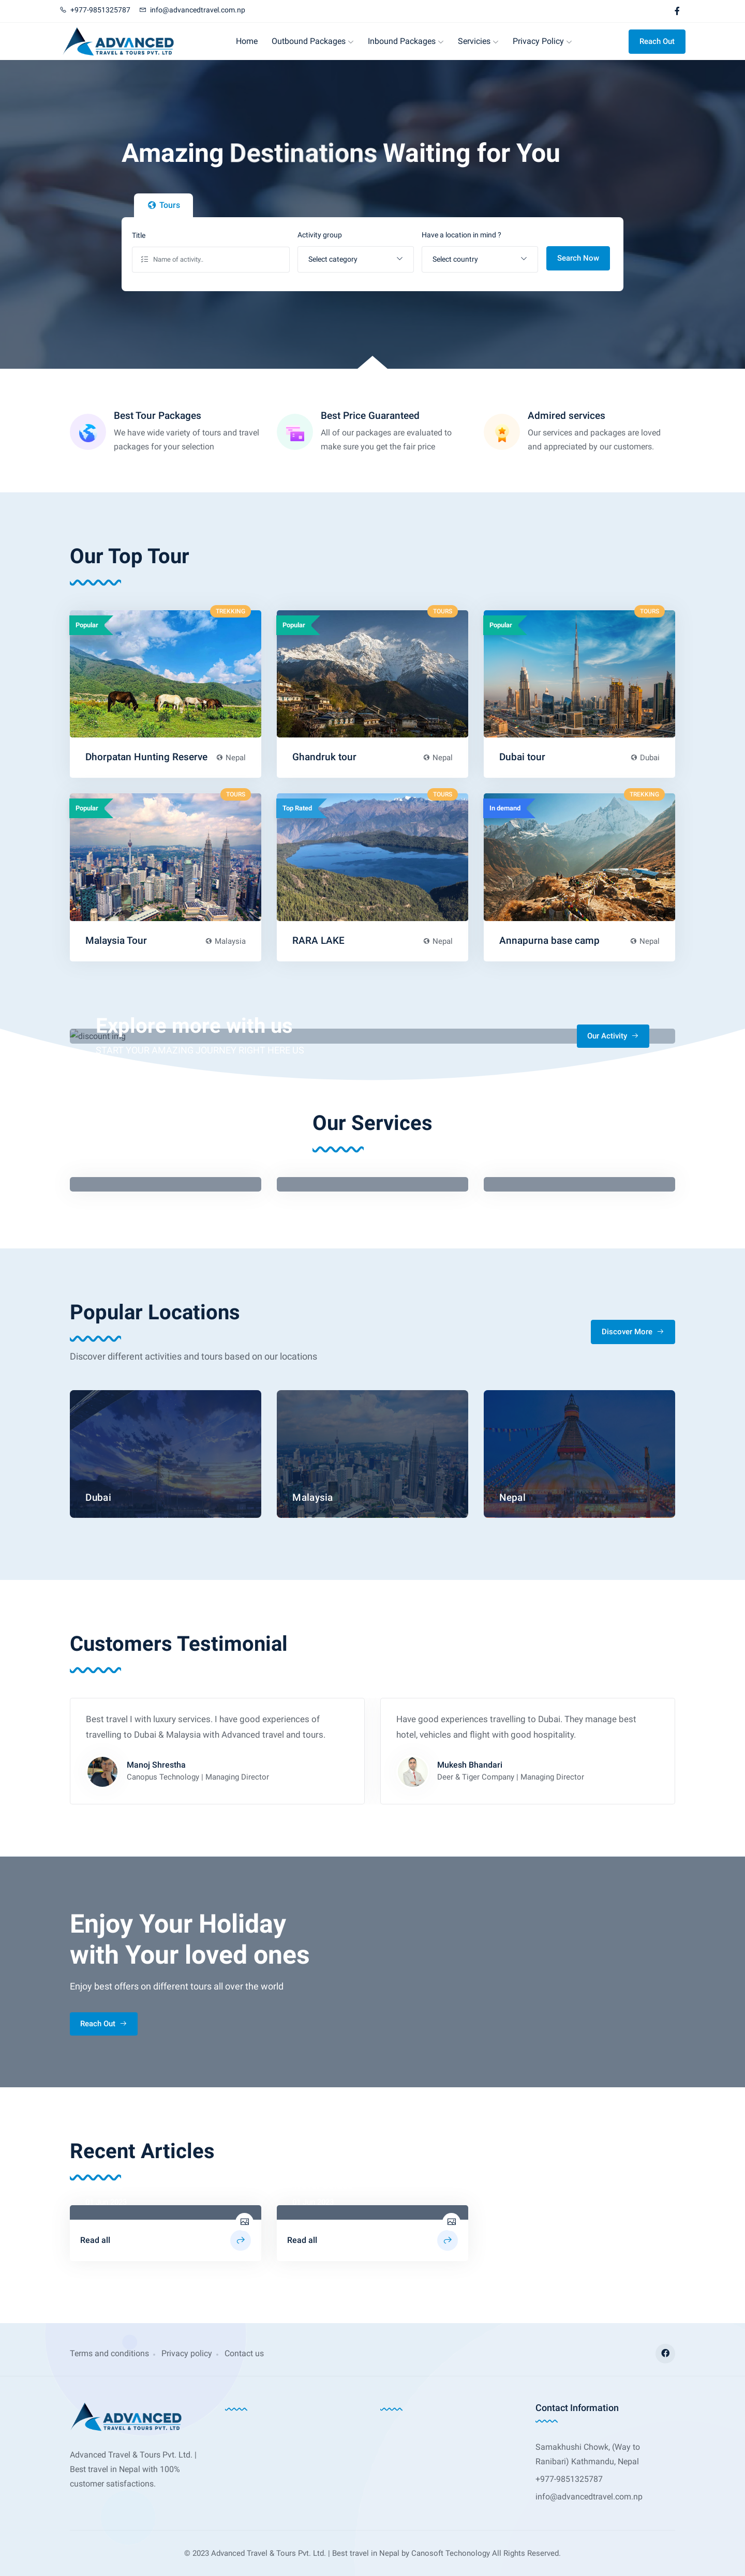 +977-9851325787 info@advancedtravel.com.np
ADVANCED
TRAVEL & TOURS PVT. LTD
Home Outbound Packages Inbound Packages Servicies Privacy Policy Reach Out
Amazing Destinations Waiting for You
Tours
Title Activity group Have a location in mind ?
Name of activity.. Select category Select country Search Now
Best Tour Packages
We have wide variety of tours and travel
packages for your selection
Best Price Guaranteed
All of our packages are evaluated to
make sure you get the fair price
Admired services
Our services and packages are loved
and appreciated by our customers.
Our Top Tour
TREKKING
Popular
Dhorpatan Hunting Reserve Nepal
TOURS
Popular
Ghandruk tour Nepal
TOURS
Popular
Dubai tour Dubai
TOURS
Popular
Malaysia Tour Malaysia
TOURS
Top Rated
RARA LAKE Nepal
TREKKING
In demand
Annapurna base camp Nepal
Explore more with us
discount img
START YOUR AMAZING JOURNEY RIGHT HERE US
Our Activity
Our Services
Popular Locations
Discover different activities and tours based on our locations
Discover More
Dubai
Malaysia
Nepal
Customers Testimonial
Best travel I with luxury services. I have good experiences of
travelling to Dubai & Malaysia with Advanced travel and tours.
Manoj Shrestha
Canopus Technology | Managing Director
Have good experiences travelling to Dubai. They manage best
hotel, vehicles and flight with good hospitality.
Mukesh Bhandari
Deer & Tiger Company | Managing Director
Enjoy Your Holiday
with Your loved ones
Enjoy best offers on different tours all over the world
Reach Out
Recent Articles
Read all
Read all
Terms and conditions Privacy policy Contact us
ADVANCED
TRAVEL & TOURS PVT. LTD
Advanced Travel & Tours Pvt. Ltd. |
Best travel in Nepal with 100%
customer satisfactions.
Contact Information
Samakhushi Chowk, (Way to
Ranibari) Kathmandu, Nepal
+977-9851325787
info@advancedtravel.com.np
© 2023 Advanced Travel & Tours Pvt. Ltd. | Best travel in Nepal by Canosoft Techonology All Rights Reserved.